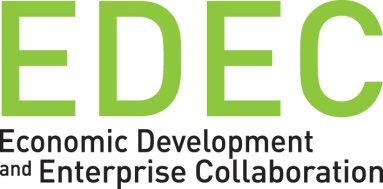 EDEC
Economic Development
and Enterprise Collaboration